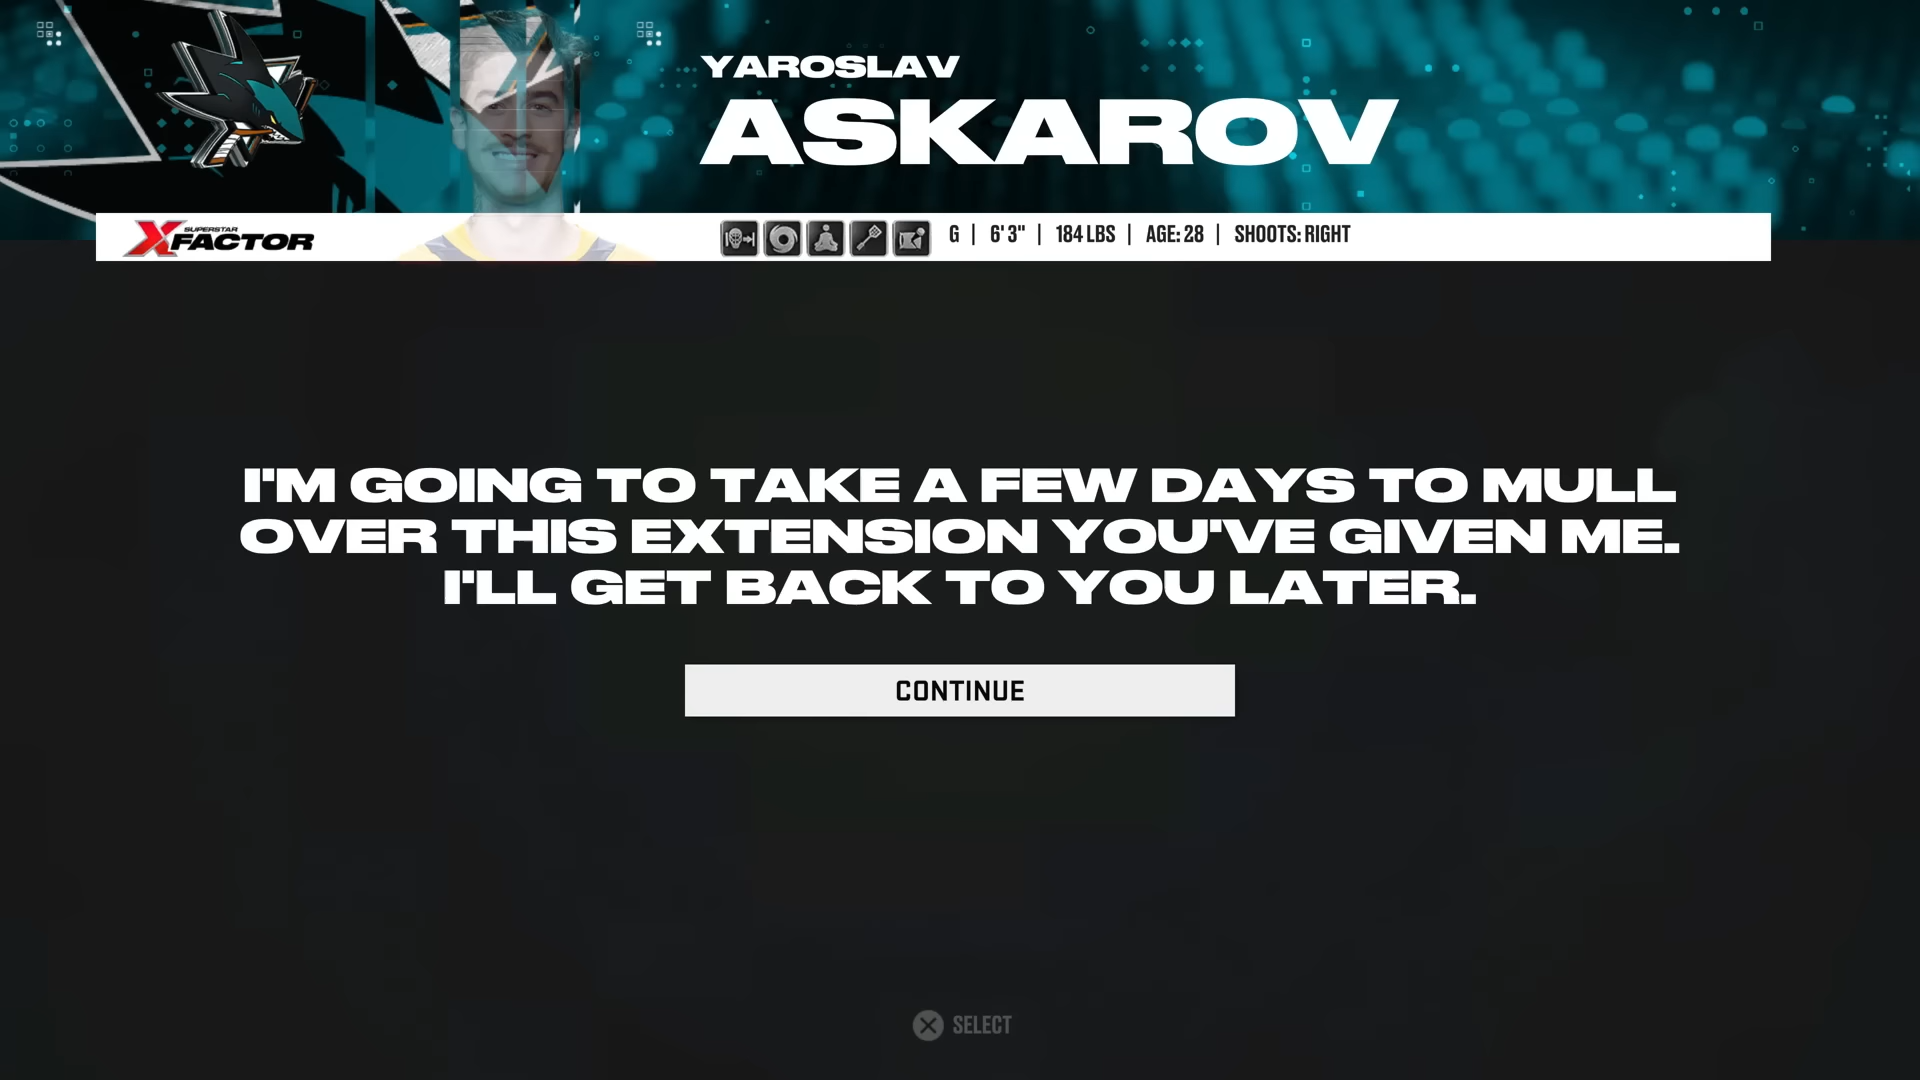 YAROSLAV
ASKAROV
SUPERSTAR
XFACTOR
G | 6' 3" | 184 LBS | AGE: 28 | SHOOTS: RIGHT
I'M GOING TO TAKE A FEW DAYS TO MULL
OVER THIS EXTENSION YOU'VE GIVEN ME.
I'LL GET BACK TO YOU LATER.
CONTINUE
SELECT